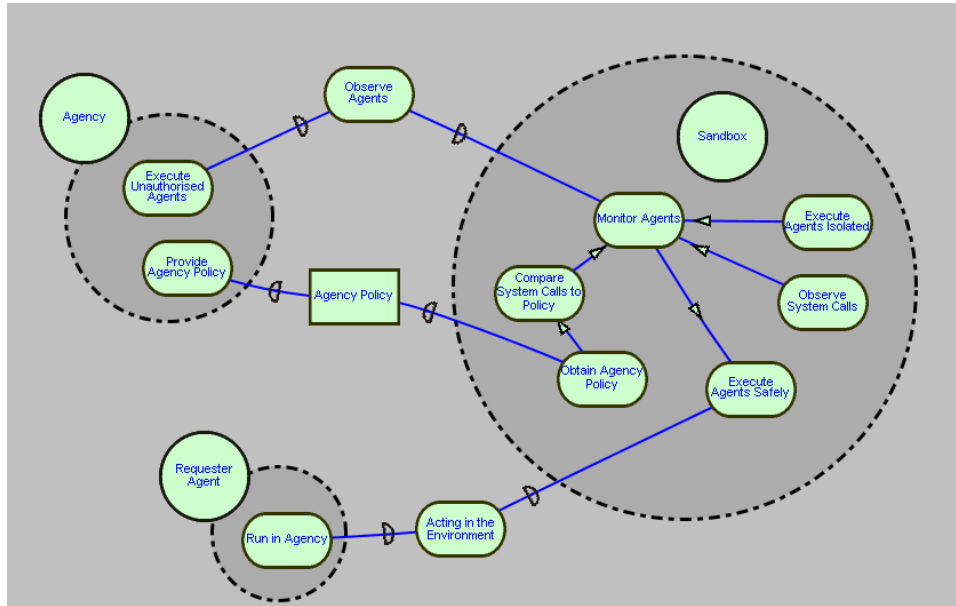 Observe
Agents
Agency
Sandbox
Execute
Unauthorised
Agents
Monitor Agents
Execute
Agents Isolated
Provide
Agency Policy
Compare
System Calls to
Policy
Agency Policy
Observe
System Calls
Obtain Agency
Policy
Execute
Agents Safely
Requester
Agent
Run in Agency
Acting in the
Environment